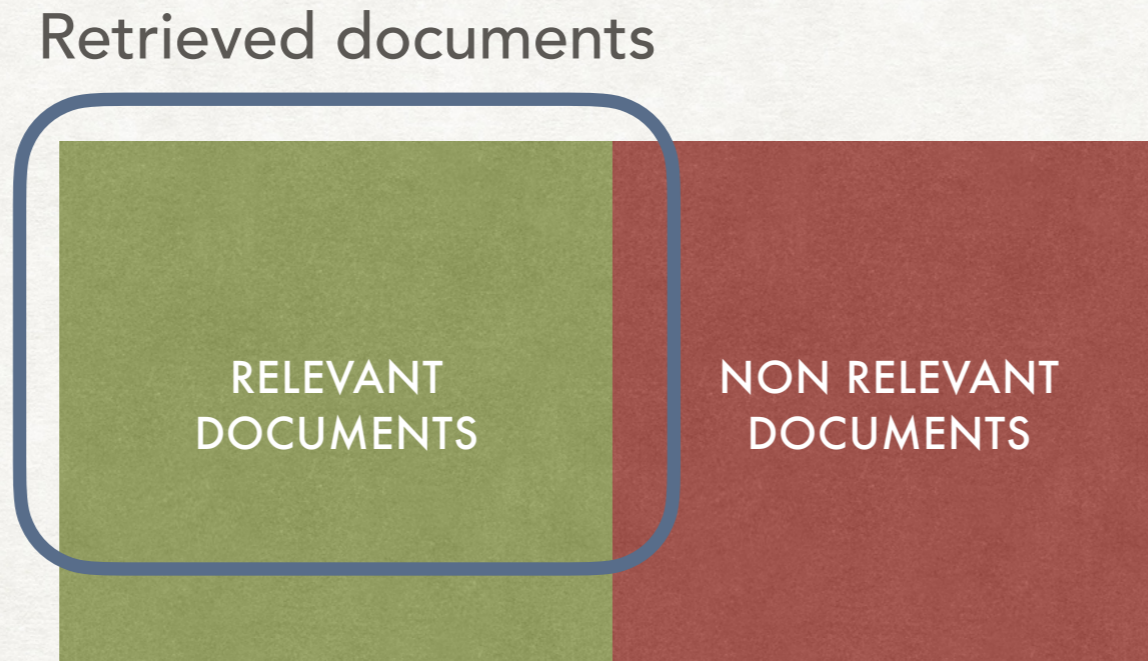 Retrieved documents
RELEVANT
DOCUMENTS
NON RELEVANT
DOCUMENTS